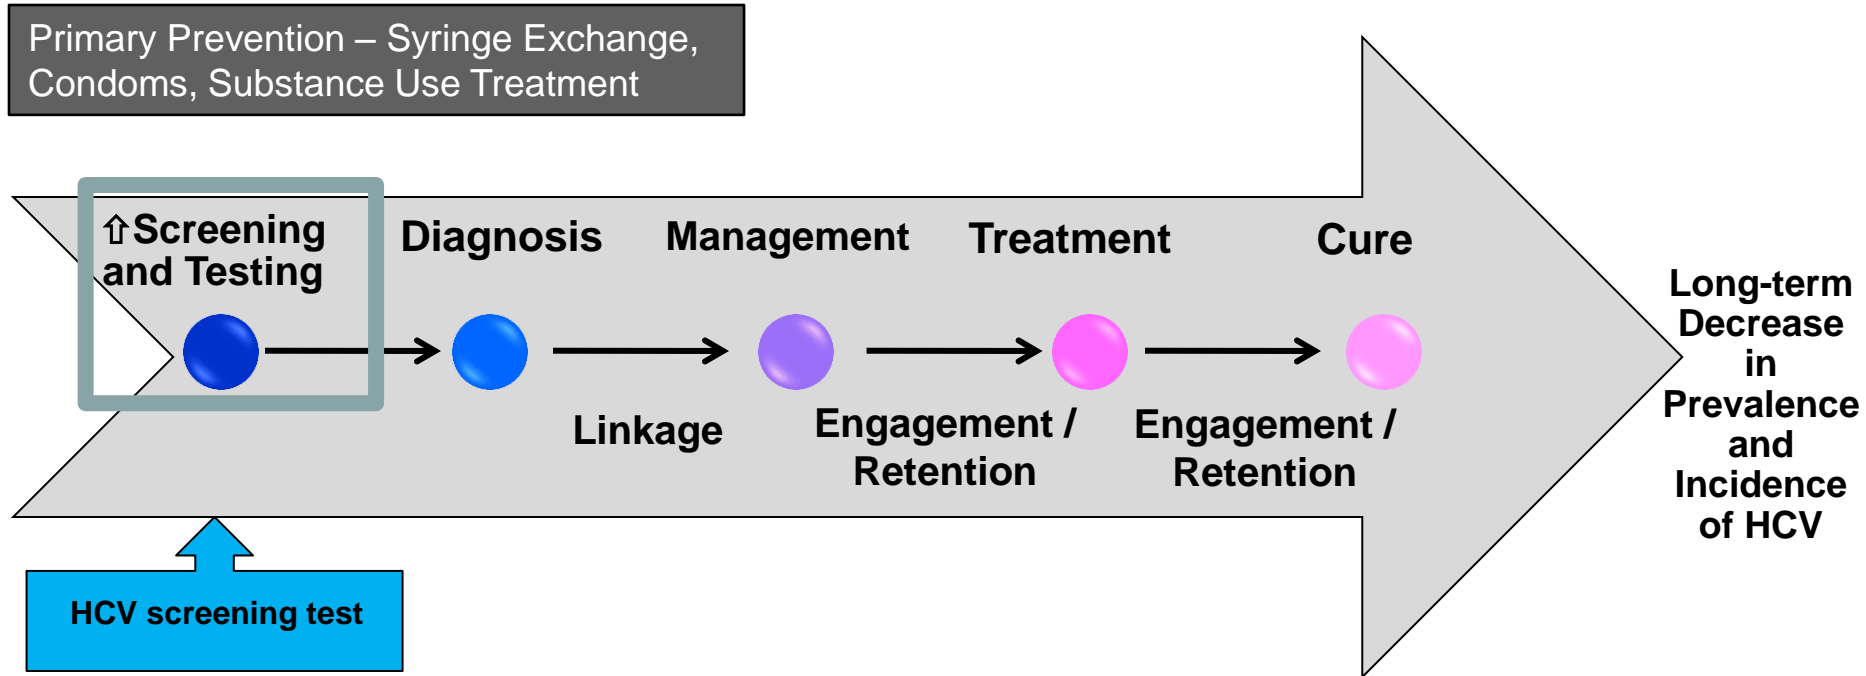 Primary Prevention – Syringe Exchange,
Condoms, Substance Use Treatment
⇧Screening
and Testing
Diagnosis
Management
Treatment
Cure
Linkage
Engagement /
Retention
Engagement /
Retention
Long-term
Decrease
in
Prevalence
and
Incidence
of HCV
HCV screening test